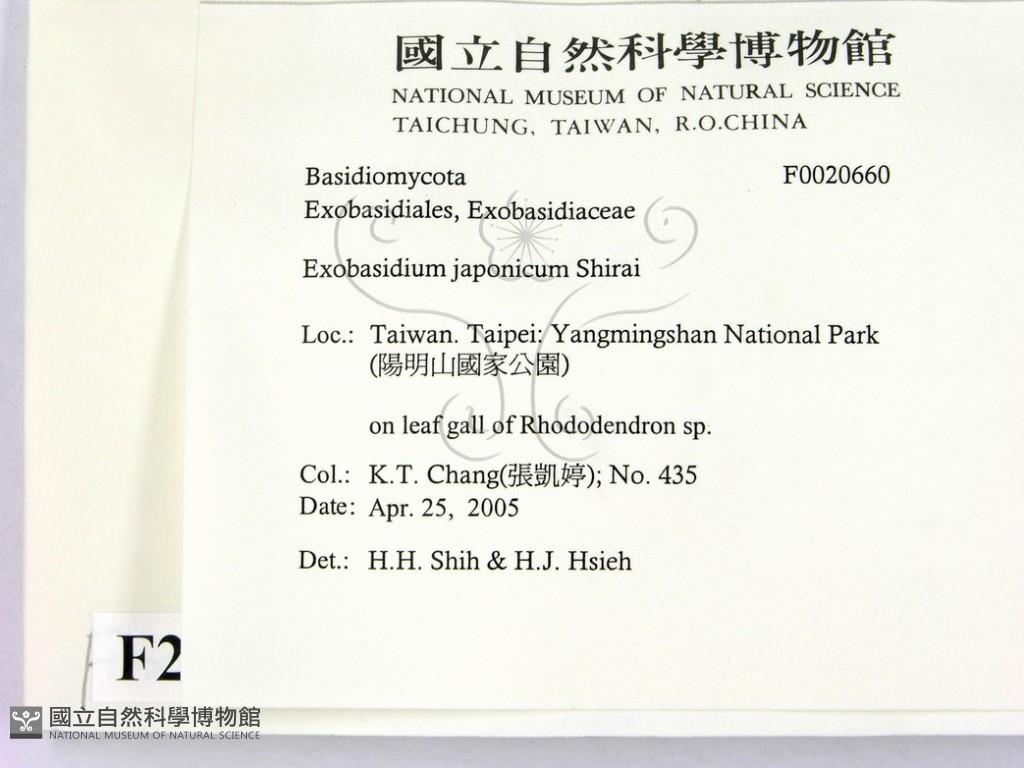 國立自然科學博物館
NATIONAL MUSEUM OF NATURAL SCIENCE
TAICHUNG, TAIWAN, R.O.CHINA
Basidiomycota F0020660
Exobasidiales, Exobasidiaceae
Exobasidium japonicum Shirai
Loc.: Taiwan. Taipei: Yangmingshan National Park
(陽明山國家公園)
on leaf gall of Rhododendron sp.
Col.: K.T. Chang(張凱婷); No. 435
Date: Apr. 25, 2005
Det.: H.H. Shih & H.J. Hsieh
F2
國立自然科學博物館
NATIONAL MUSEUM OF NATURAL SCIENCE